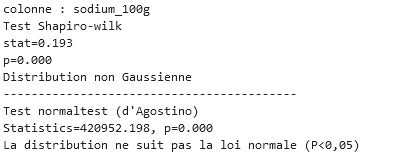 colonne : sodium_100g
Test Shapiro-wilk
stat=0.193
p=0.000
Distribution non Gaussienne
-----------------------------------------
Test normaltest (d'Agostino)
Statistics=420952.198, p=0.000
La distribution ne suit pas la loi normale (P<0,05)